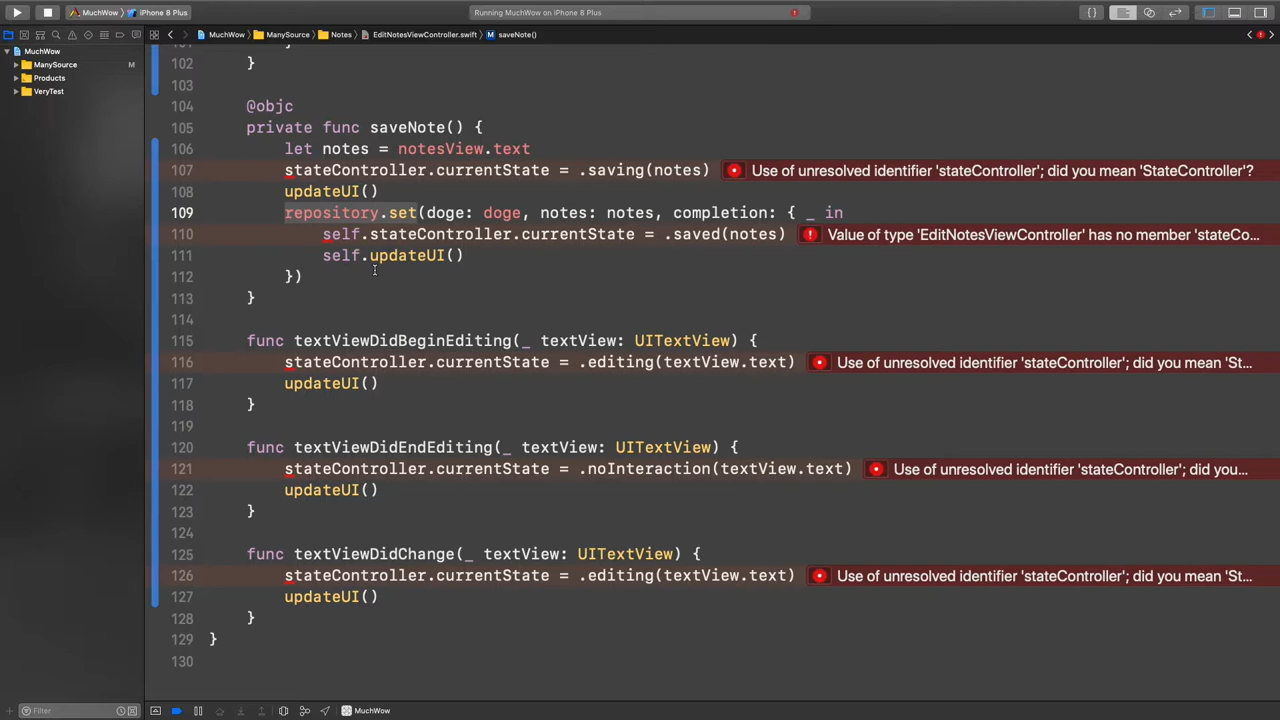 MuchWow
iPhone 8 Plus
Running MuchWow on iPhone 8 Plus
MuchWow
ManySource
Notes
EditNotesViewController.swift
M saveNote()
MuchWow
ManySource M
Products
VeryTest
102 }
103
104 @objc
105 private func saveNote() {
106 let notes = notesView.text
107 stateController.currentState = .saving(notes) Use of unresolved identifier 'stateController'; did you mean 'StateController'?
108 updateUI()
109 repository.set(doge: doge, notes: notes, completion: { _ in
110 self.stateController.currentState = .saved(notes) Value of type 'EditNotesViewController' has no member 'stateCo...
111 self.updateUI()
112 })
113 }
114
115 func textViewDidBeginEditing(_ textView: UITextView) {
116 stateController.currentState = .editing(textView.text) Use of unresolved identifier 'stateController'; did you mean 'St...
117 updateUI()
118 }
119
120 func textViewDidEndEditing(_ textView: UITextView) {
121 stateController.currentState = .noInteraction(textView.text) Use of unresolved identifier 'stateController'; did you...
122 updateUI()
123 }
124
125 func textViewDidChange(_ textView: UITextView) {
126 stateController.currentState = .editing(textView.text) Use of unresolved identifier 'stateController'; did you mean 'St...
127 updateUI()
128 }
129 }
130
Filter
MuchWow